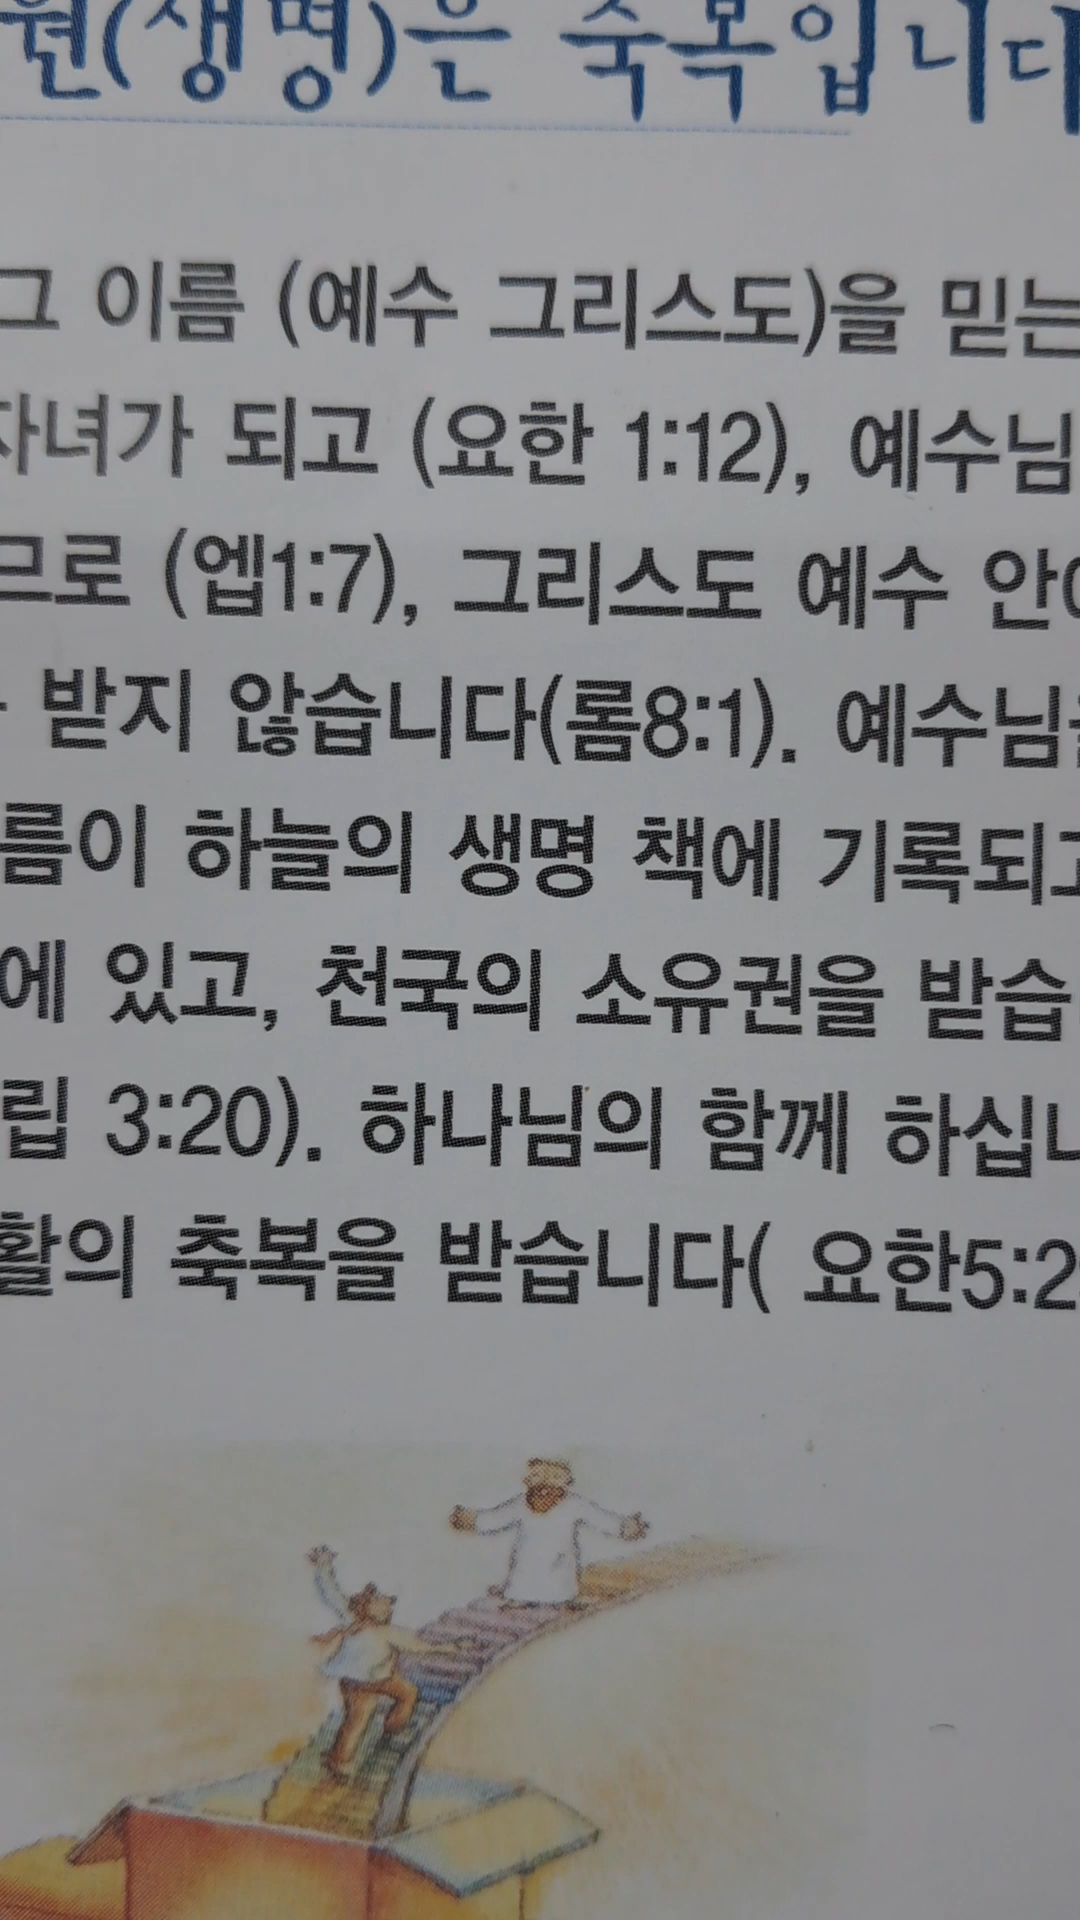 원(생명)은 축복입니다
그 이름 (예수 그리스도)을 믿는
자녀가 되고 (요한 1:12), 예수님
므로 (엡1:7), 그리스도 예수 안에
받지 않습니다(롬8:1). 예수님을
름이 하늘의 생명 책에 기록되고
에 있고, 천국의 소유권을 받습
립 3:20). 하나님의 함께 하십니
활의 축복을 받습니다( 요한5:2